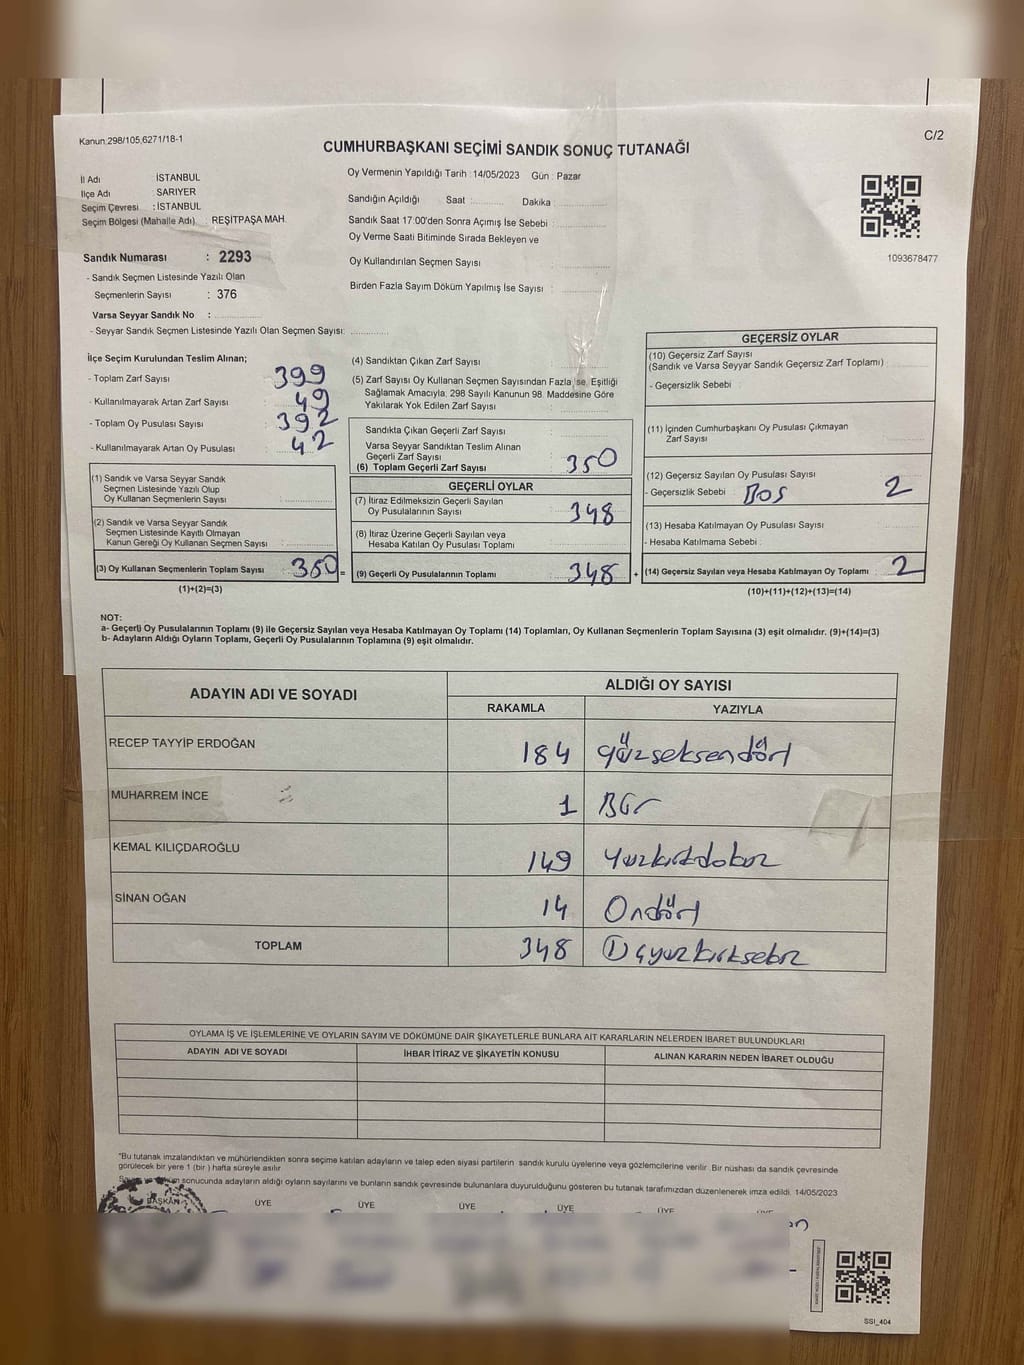 Kanun,298/105,6271/18-1
C/2
CUMHURBAŞKANI SEÇİMİ SANDIK SONUÇ TUTANAĞI
İl Adı İSTANBUL
İlçe Adı SARIYER
Seçim Çevresi : İSTANBUL
Seçim Bölgesi (Mahalle Adı) : REŞİTPAŞA MAH.
Sandık Numarası : 2293
- Sandık Seçmen Listesinde Yazılı Olan
Seçmenlerin Sayısı : 376
Varsa Seyyar Sandık No :
- Seyyar Sandık Seçmen Listesinde Yazılı Olan Seçmen Sayısı:
Oy Vermenin Yapıldığı Tarih : 14/05/2023 Gün : Pazar
Sandığın Açıldığı Saat : Dakika :
Sandık Saat 17:00'den Sonra Açımış İse Sebebi :
Oy Verme Saati Bitiminde Sırada Bekleyen ve
Oy Kullandırılan Seçmen Sayısı
Birden Fazla Sayım Döküm Yapılmış İse Sayısı :
1093678477
İlçe Seçim Kurulundan Teslim Alınan;
- Toplam Zarf Sayısı 399
- Kullanılmayarak Artan Zarf Sayısı 49
- Toplam Oy Pusulası Sayısı 392
- Kullanılmayarak Artan Oy Pusulası 42
(1) Sandık ve Varsa Seyyar Sandık
Seçmen Listesinde Yazılı Olup
Oy Kullanan Seçmenlerin Sayısı
(2) Sandık ve Varsa Seyyar Sandık
Seçmen Listesinde Kayıtlı Olmayan
Kanun Gereği Oy Kullanan Seçmen Sayısı
(3) Oy Kullanan Seçmenlerin Toplam Sayısı 350 =
(1)+(2)=(3)
(4) Sandıktan Çıkan Zarf Sayısı
(5) Zarf Sayısı Oy Kullanan Seçmen Sayısından Fazla İse, Eşitliği
Sağlamak Amacıyla; 298 Sayılı Kanunun 98. Maddesine Göre
Yakılarak Yok Edilen Zarf Sayısı
Sandıkta Çıkan Geçerli Zarf Sayısı
Varsa Seyyar Sandıktan Teslim Alınan
Geçerli Zarf Sayısı
(6) Toplam Geçerli Zarf Sayısı 350
GEÇERLİ OYLAR
(7) İtiraz Edilmeksizin Geçerli Sayılan
Oy Pusulalarının Sayısı 348
(8) İtiraz Üzerine Geçerli Sayılan veya
Hesaba Katılan Oy Pusulası Toplamı
(9) Geçerli Oy Pusulalarının Toplamı 348 +
GEÇERSİZ OYLAR
(10) Geçersiz Zarf Sayısı
(Sandık ve Varsa Seyyar Sandık Geçersiz Zarf Toplamı)
- Geçersizlik Sebebi
(11) İçinden Cumhurbaşkanı Oy Pusulası Çıkmayan
Zarf Sayısı
(12) Geçersiz Sayılan Oy Pusulası Sayısı
- Geçersizlik Sebebi BOS 2
(13) Hesaba Katılmayan Oy Pusulası Sayısı
- Hesaba Katılmama Sebebi
(14) Geçersiz Sayılan veya Hesaba Katılmayan Oy Toplamı 2
(10)+(11)+(12)+(13)=(14)
NOT:
a- Geçerli Oy Pusulalarının Toplamı (9) ile Geçersiz Sayılan veya Hesaba Katılmayan Oy Toplamı (14) Toplamları, Oy Kullanan Seçmenlerin Toplam Sayısına (3) eşit olmalıdır. (9)+(14)=(3)
b- Adayların Aldığı Oyların Toplamı, Geçerli Oy Pusulalarının Toplamına (9) eşit olmalıdır.
ADAYIN ADI VE SOYADI ALDIĞI OY SAYISI
RAKAMLA YAZIYLA
RECEP TAYYİP ERDOĞAN 184 yüzseksendört
MUHARREM İNCE 1 Bir
KEMAL KILIÇDAROĞLU 149 Yuzkırkdokuz
SİNAN OĞAN 14 Ondört
TOPLAM 348 Üçyuzkırksekiz
OYLAMA İŞ VE İŞLEMLERİNE VE OYLARIN SAYIM VE DÖKÜMÜNE DAİR ŞİKAYETLERLE BUNLARA AİT KARARLARIN NELERDEN İBARET BULUNDUKLARI
ADAYIN ADI VE SOYADI İHBAR İTİRAZ VE ŞİKAYETİN KONUSU ALINAN KARARIN NEDEN İBARET OLDUĞU
"Bu tutanak imzalandıktan ve mühürlendikten sonra seçime katılan adayların ve talep eden siyasi partilerin sandık kurulu üyelerine veya gözlemcilerine verilir. Bir nüshası da sandık çevresinde
görülecek bir yere 1 (bir) hafta süreyle asılır
sonucunda adayların aldığı oyların sayılarını ve bunların sandık çevresinde bulunanlara duyurulduğunu gösteren bu tutanak tarafımızdan düzenlenerek imza edildi. 14/05/2023
BAŞKAN ÜYE ÜYE ÜYE ÜYE ÜYE ÜYE
SSI_404